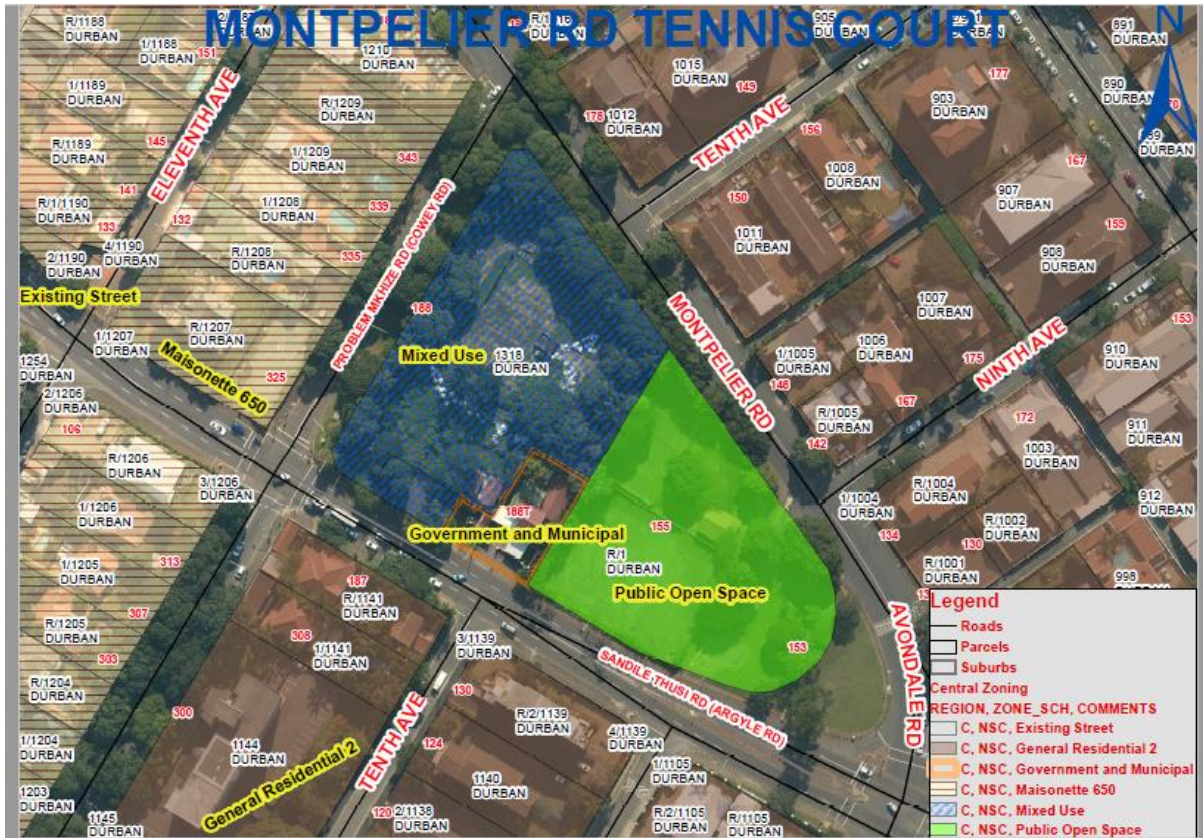 MONTPELIER RD TENNIS COURT
N
R/1188
DURBAN
1/1188
DURBAN
151
1210
DURBAN
905
DURBAN
891
DURBAN
1/1189
DURBAN
R/1209
DURBAN
1015
DURBAN
149
903
DURBAN
177
890
DURBAN
R/1189
DURBAN
145
ELEVENTH AVE
1/1209
DURBAN
343
178
1012
DURBAN
TENTH AVE
156
1008
DURBAN
167
R/1/1190
DURBAN
141
133
132
1/1208
DURBAN
339
150
907
DURBAN
155
2/1190
DURBAN
4/1190
DURBAN
R/1208
DURBAN
335
PROBLEM MKHIZE RD (COWEY RD)
1011
DURBAN
908
DURBAN
Existing Street
188
1007
DURBAN
153
1/1207
DURBAN
R/1207
DURBAN
MONTPELIER RD
1/1005
DURBAN
1006
DURBAN
175
NINTH AVE
910
DURBAN
1254
DURBAN
Maisonette 650
325
Mixed Use
1318
DURBAN
148
167
2/1206
DURBAN
106
R/1005
DURBAN
142
172
1003
DURBAN
911
DURBAN
R/1206
DURBAN
3/1206
DURBAN
1/1004
DURBAN
R/1004
DURBAN
912
DURBAN
1/1206
DURBAN
188T
Government and Municipal
155
R/1
DURBAN
134
130
R/1002
DURBAN
1/1205
DURBAN
313
187
R/1141
DURBAN
Public Open Space
R/1001
DURBAN
998
307
R/1205
DURBAN
308
1/1141
DURBAN
3/1139
DURBAN
153
303
SANDILE THUSI RD (ARGYLE RD)
AVONDALE RD
R/1204
DURBAN
300
130
TENTH AVE
R/2/1139
DURBAN
4/1139
DURBAN
1/1204
DURBAN
1144
DURBAN
124
1/1105
DURBAN
1203
DURBAN
General Residential 2
1140
DURBAN
1145
DURBAN
120
2/1138
DURBAN
R/2/1105
DURBAN
R/1105
DURBAN
Legend
Roads
Parcels
Suburbs
Central Zoning
REGION, ZONE_SCH, COMMENTS
C, NSC, Existing Street
C, NSC, General Residential 2
C, NSC, Government and Municipal
C, NSC, Maisonette 650
C, NSC, Mixed Use
C, NSC, Public Open Space